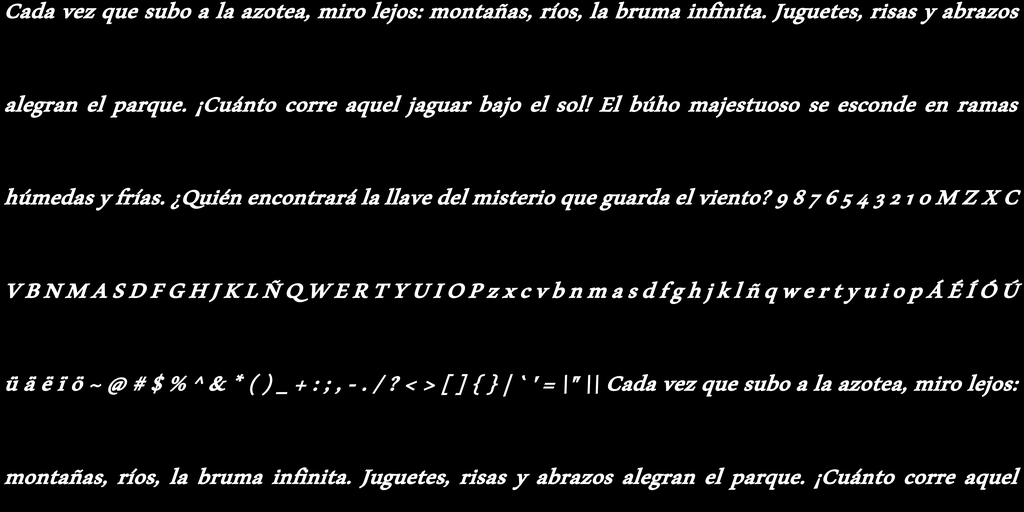 Cada vez que subo a la azotea, miro lejos: montañas, ríos, la bruma infinita. Juguetes, risas y abrazos
alegran el parque. ¡Cuánto corre aquel jaguar bajo el sol! El búho majestuoso se esconde en ramas
húmedas y frías. ¿Quién encontrará la llave del misterio que guarda el viento? 9 8 7 6 5 4 3 2 1 0 M Z X C
V B N M A S D F G H J K L Ñ Q W E R T Y U I O P z x c v b n m a s d f g h j k l ñ q w e r t y u i o p Á É Í Ó Ú
ü ä ë ï ö ~ @ # $ % ^ & * ( ) _ + : ; , - . / ? < > [ ] { } | ` ' = \" \\ Cada vez que subo a la azotea, miro lejos:
montañas, ríos, la bruma infinita. Juguetes, risas y abrazos alegran el parque. ¡Cuánto corre aquel